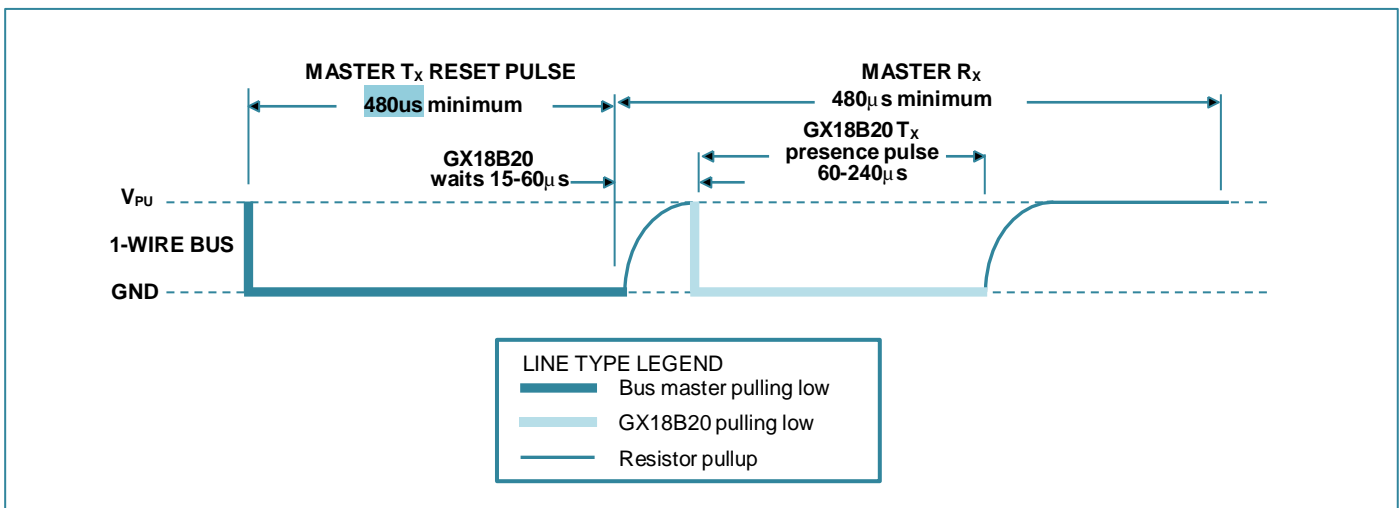 MASTER TX RESET PULSE
480us minimum
MASTER RX
480μs minimum
GX18B20
waits 15-60μs
GX18B20 TX
presence pulse
60-240μs
VPU
1-WIRE BUS
GND
LINE TYPE LEGEND
Bus master pulling low
GX18B20 pulling low
Resistor pullup